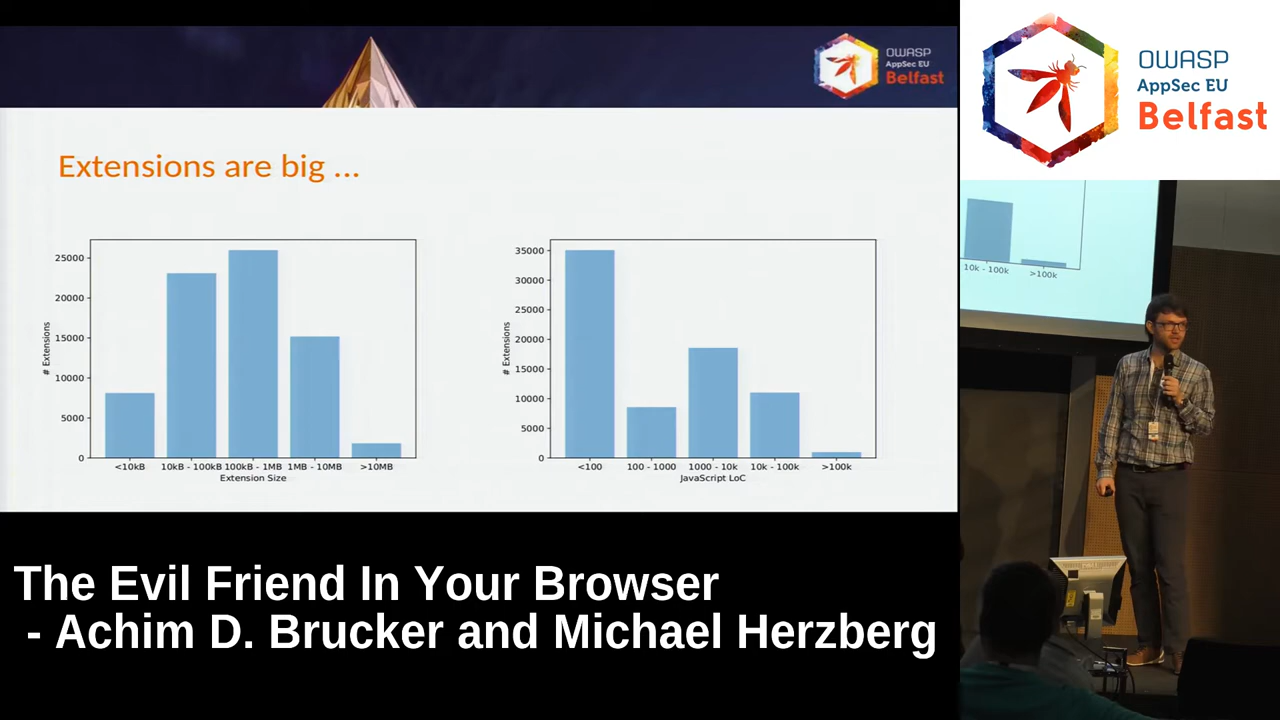 OWASP
AppSec EU
Belfast
OWASP
AppSec EU
Belfast
Extensions are big ...
25000
20000
15000
10000
5000
0
# Extensions
<10kB 10kB - 100kB 100kB - 1MB 1MB - 10MB >10MB
Extension Size
35000
30000
25000
20000
15000
10000
5000
0
# Extensions
<100 100 - 1000 1000 - 10k 10k - 100k >100k
JavaScript LoC
10k - 100k >100k
The Evil Friend In Your Browser
- Achim D. Brucker and Michael Herzberg